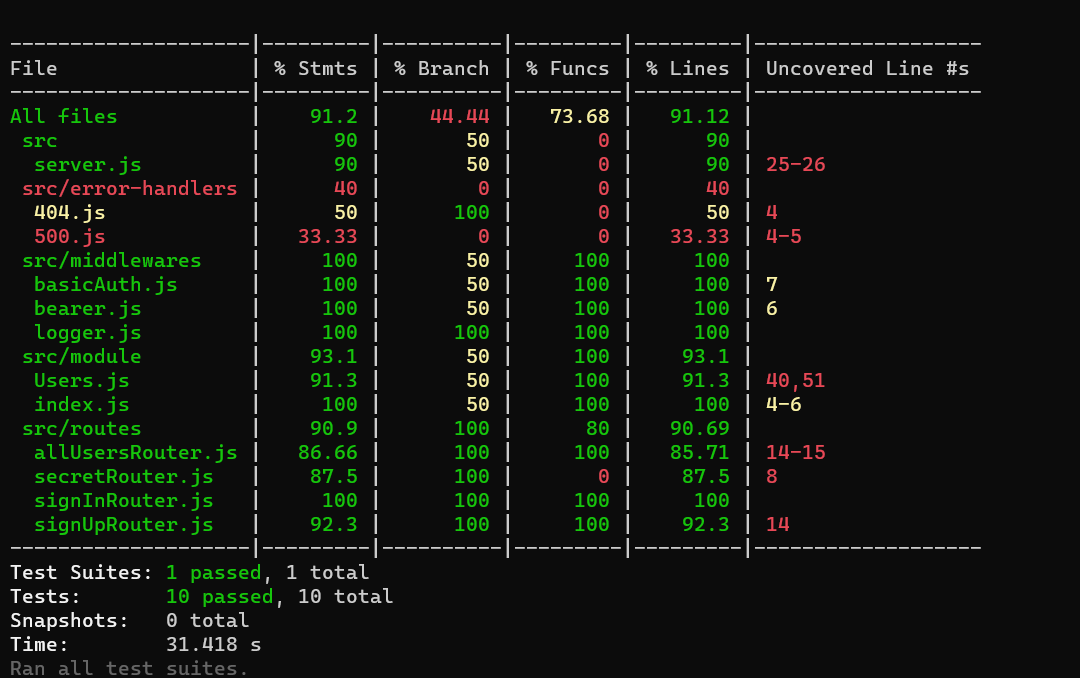 --------------------|---------|----------|---------|---------|-------------------
File                | % Stmts | % Branch | % Funcs | % Lines | Uncovered Line #s
--------------------|---------|----------|---------|---------|-------------------
All files           |    91.2 |    44.44 |   73.68 |   91.12 |
 src                |      90 |       50 |       0 |      90 |
  server.js         |      90 |       50 |       0 |      90 | 25-26
 src/error-handlers |      40 |        0 |       0 |      40 |
  404.js            |      50 |      100 |       0 |      50 | 4
  500.js            |   33.33 |        0 |       0 |   33.33 | 4-5
 src/middlewares    |     100 |       50 |     100 |     100 |
  basicAuth.js      |     100 |       50 |     100 |     100 | 7
  bearer.js         |     100 |       50 |     100 |     100 | 6
  logger.js         |     100 |      100 |     100 |     100 |
 src/module         |    93.1 |       50 |     100 |    93.1 |
  Users.js          |    91.3 |       50 |     100 |    91.3 | 40,51
  index.js          |     100 |       50 |     100 |     100 | 4-6
 src/routes         |    90.9 |      100 |      80 |   90.69 |
  allUsersRouter.js |   86.66 |      100 |     100 |   85.71 | 14-15
  secretRouter.js   |    87.5 |      100 |       0 |    87.5 | 8
  signInRouter.js   |     100 |      100 |     100 |     100 |
  signUpRouter.js   |    92.3 |      100 |     100 |    92.3 | 14
--------------------|---------|----------|---------|---------|-------------------
Test Suites: 1 passed, 1 total
Tests:       10 passed, 10 total
Snapshots:   0 total
Time:        31.418 s
Ran all test suites.